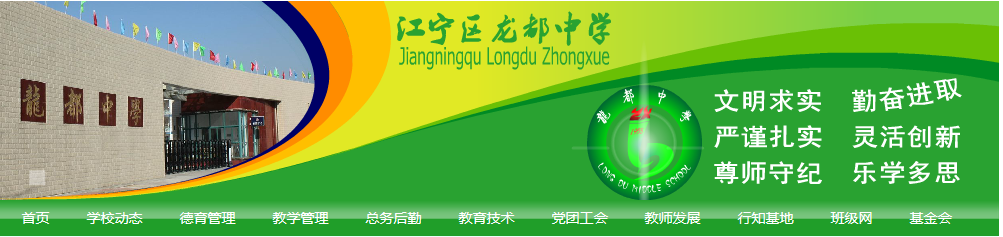 江宁区龙都中学
Jiangningqu Longdu Zhongxue
龍都中學
龍都中學
LONG DU MIDDLE SCHOOL
文明求实 勤奋进取
严谨扎实 灵活创新
尊师守纪 乐学多思
首页 学校动态 德育管理 教学管理 总务后勤 教育技术 党团工会 教师发展 行知基地 班级网 基金会